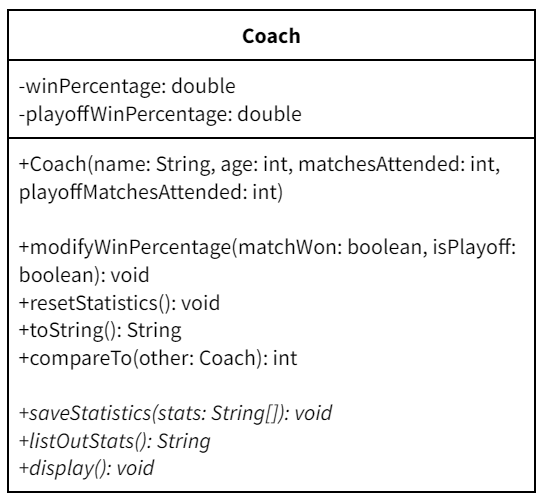 Coach
-winPercentage: double
-playoffWinPercentage: double
+Coach(name: String, age: int, matchesAttended: int,
playoffMatchesAttended: int)
+modifyWinPercentage(matchWon: boolean, isPlayoff:
boolean): void
+resetStatistics(): void
+toString(): String
+compareTo(other: Coach): int
+saveStatistics(stats: String[]): void
+listOutStats(): String
+display(): void